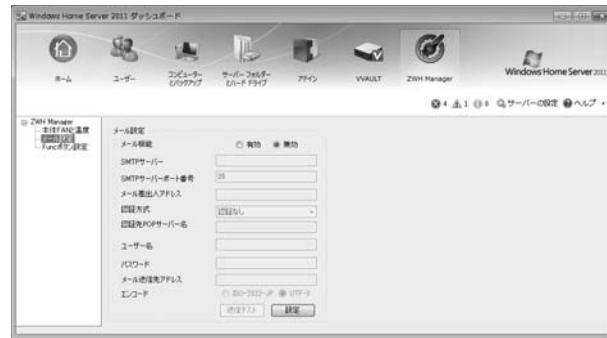 Windows Home Server 2011 ダッシュボード
ホーム
ユーザー
コンピューター
とバックアップ
サーバー フォルダー
とハード ドライブ
アドイン
VVAULT
ZWH Manager
Windows Home Server 2011
4 1 0 サーバーの設定 ヘルプ
ZWH Manager
本体FANと温度
メール設定
Funcボタン設定
メール設定
メール機能 有効 無効
SMTPサーバー
SMTPサーバーポート番号 25
メール差出人アドレス
認証方式 認証なし
認証先POPサーバー名
ユーザー名
パスワード
メール送信先アドレス
エンコード ISO-2022-JP UTF-8
送信テスト 設定